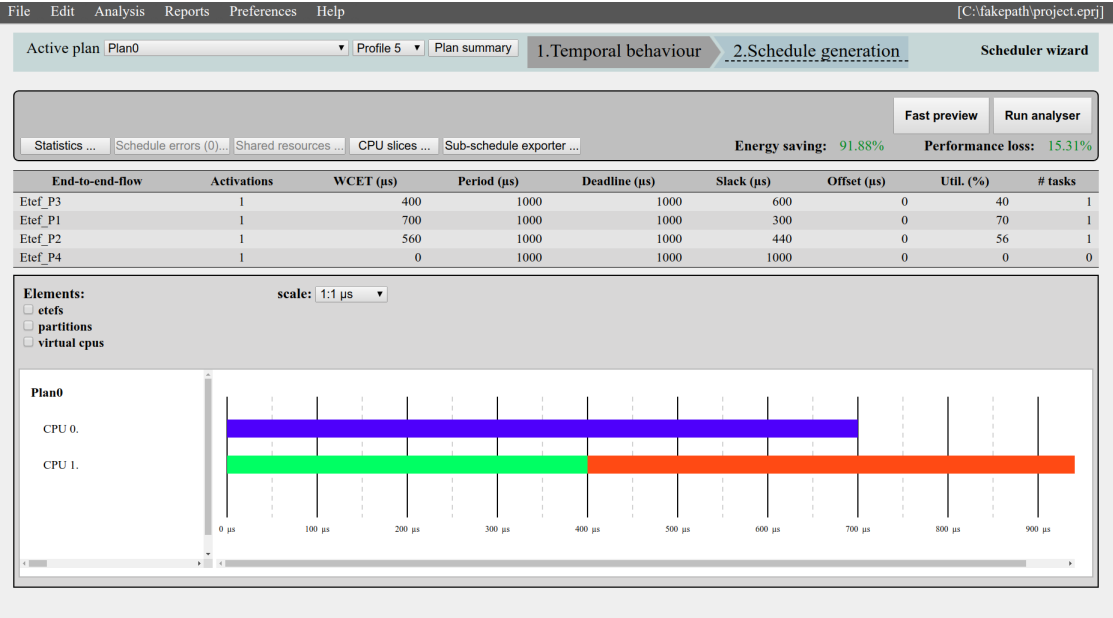 File Edit Analysis Reports Preferences Help [C:\fakepath\project.eprj]
Active plan Plan0 Profile 5 Plan summary 1.Temporal behaviour 2.Schedule generation Scheduler wizard
Fast preview Run analyser
Statistics ... Schedule errors (0)... Shared resources ... CPU slices ... Sub-schedule exporter ... Energy saving: 91.88% Performance loss: 15.31%
End-to-end-flow Activations WCET (µs) Period (µs) Deadline (µs) Slack (µs) Offset (µs) Util. (%) # tasks
Etef_P3 1 400 1000 1000 600 0 40 1
Etef_P1 1 700 1000 1000 300 0 70 1
Etef_P2 1 560 1000 1000 440 0 56 1
Etef_P4 1 0 1000 1000 1000 0 0 0
Elements: scale: 1:1 µs
etefs
partitions
virtual cpus
Plan0
CPU 0.
CPU 1.
0 µs 100 µs 200 µs 300 µs 400 µs 500 µs 600 µs 700 µs 800 µs 900 µs